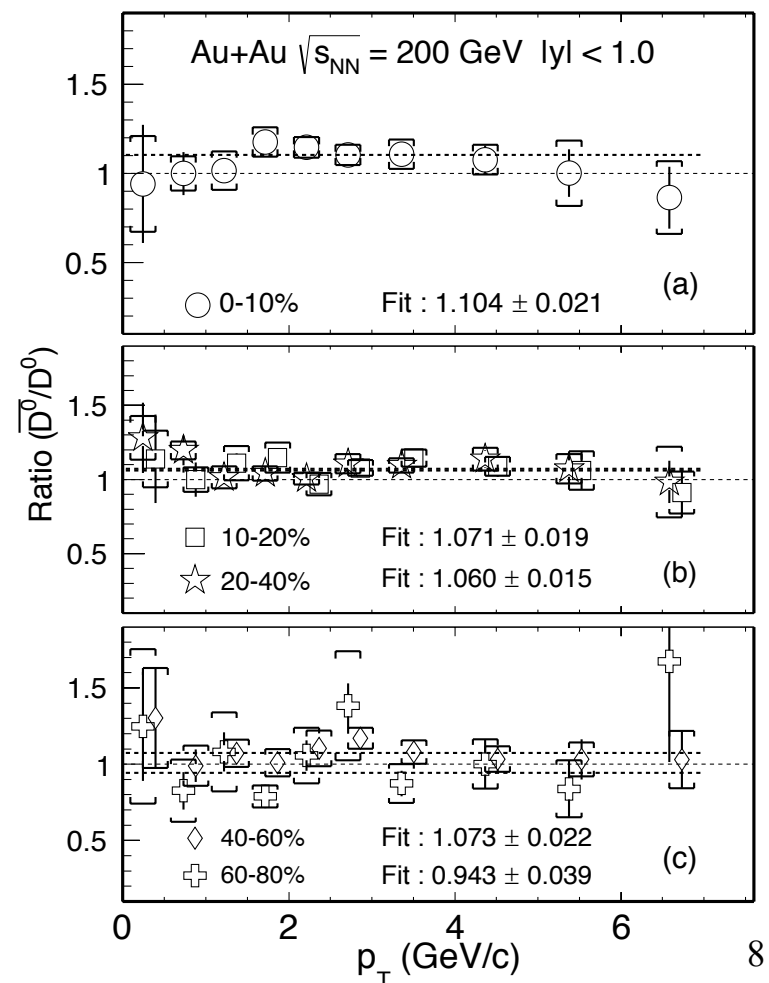 Au+Au √s_NN = 200 GeV |y| < 1.0
1.5
1
0.5
(a)
0-10% Fit : 1.104 ± 0.021
Ratio (D̅⁰/D⁰)
1.5
1
0.5
10-20% Fit : 1.071 ± 0.019
20-40% Fit : 1.060 ± 0.015
(b)
1.5
1
0.5
40-60% Fit : 1.073 ± 0.022
60-80% Fit : 0.943 ± 0.039
(c)
0 2 4 6 8
p_T (GeV/c)